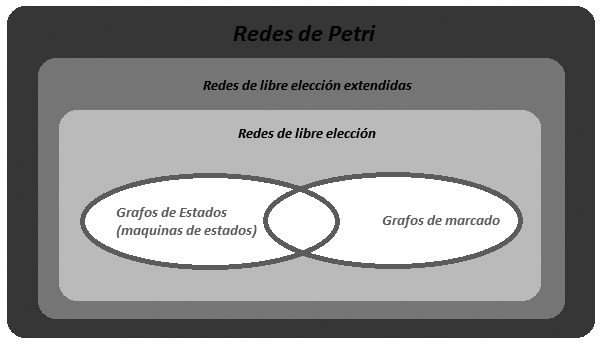 Redes de Petri
Redes de libre elección extendidas
Redes de libre elección
Grafos de Estados
(maquinas de estados)
Grafos de marcado